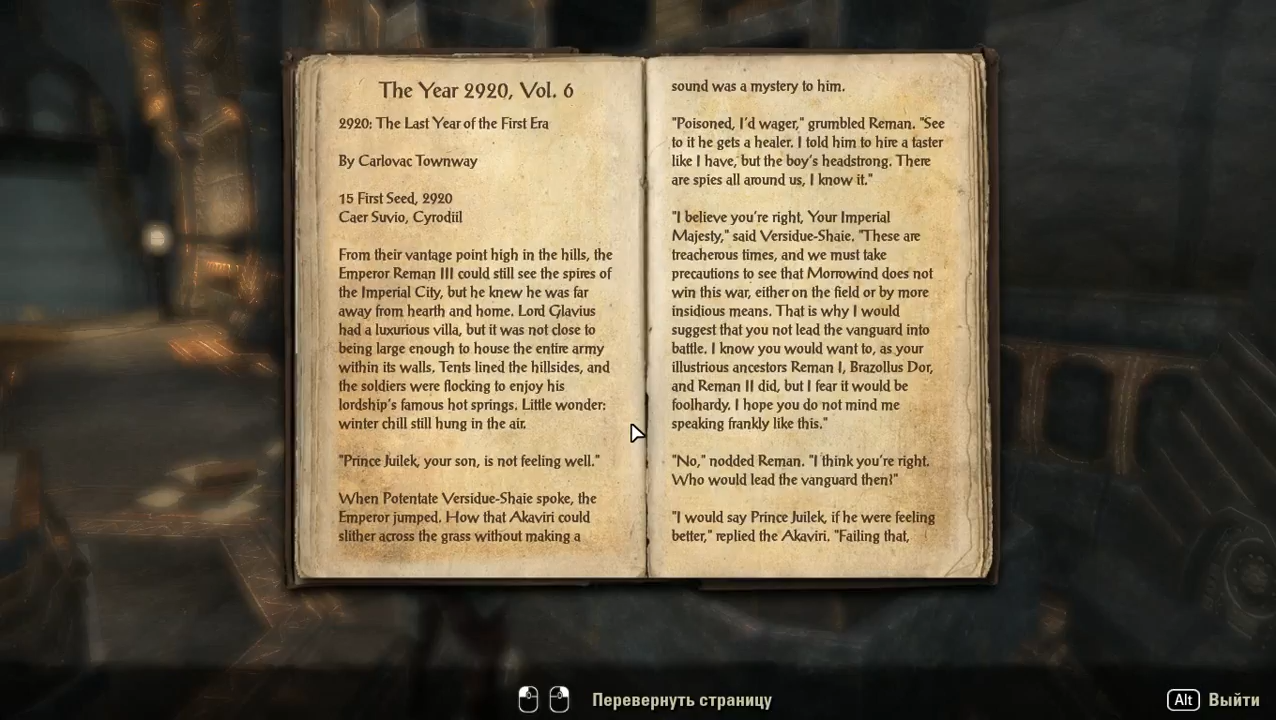 The Year 2920, Vol. 6
2920: The Last Year of the First Era
By Carlovac Townway
15 First Seed, 2920
Caer Suvio, Cyrodiil
From their vantage point high in the hills, the
Emperor Reman III could still see the spires of
the Imperial City, but he knew he was far
away from hearth and home. Lord Glavius
had a luxurious villa, but it was not close to
being large enough to house the entire army
within its walls. Tents lined the hillsides, and
the soldiers were flocking to enjoy his
lordship's famous hot springs. Little wonder:
winter chill still hung in the air.
"Prince Juilek, your son, is not feeling well."
When Potentate Versidue-Shaie spoke, the
Emperor jumped. How that Akaviri could
slither across the grass without making a
sound was a mystery to him.
"Poisoned, I'd wager," grumbled Reman. "See
to it he gets a healer. I told him to hire a taster
like I have, but the boy's headstrong. There
are spies all around us, I know it."
"I believe you're right, Your Imperial
Majesty," said Versidue-Shaie. "These are
treacherous times, and we must take
precautions to see that Morrowind does not
win this war, either on the field or by more
insidious means. That is why I would
suggest that you not lead the vanguard into
battle. I know you would want to, as your
illustrious ancestors Reman I, Brazollus Dor,
and Reman II did, but I fear it would be
foolhardy. I hope you do not mind me
speaking frankly like this."
"No," nodded Reman. "I think you're right.
Who would lead the vanguard then?"
"I would say Prince Juilek, if he were feeling
better," replied the Akaviri. "Failing that,
Перевернуть страницу
Alt Выйти